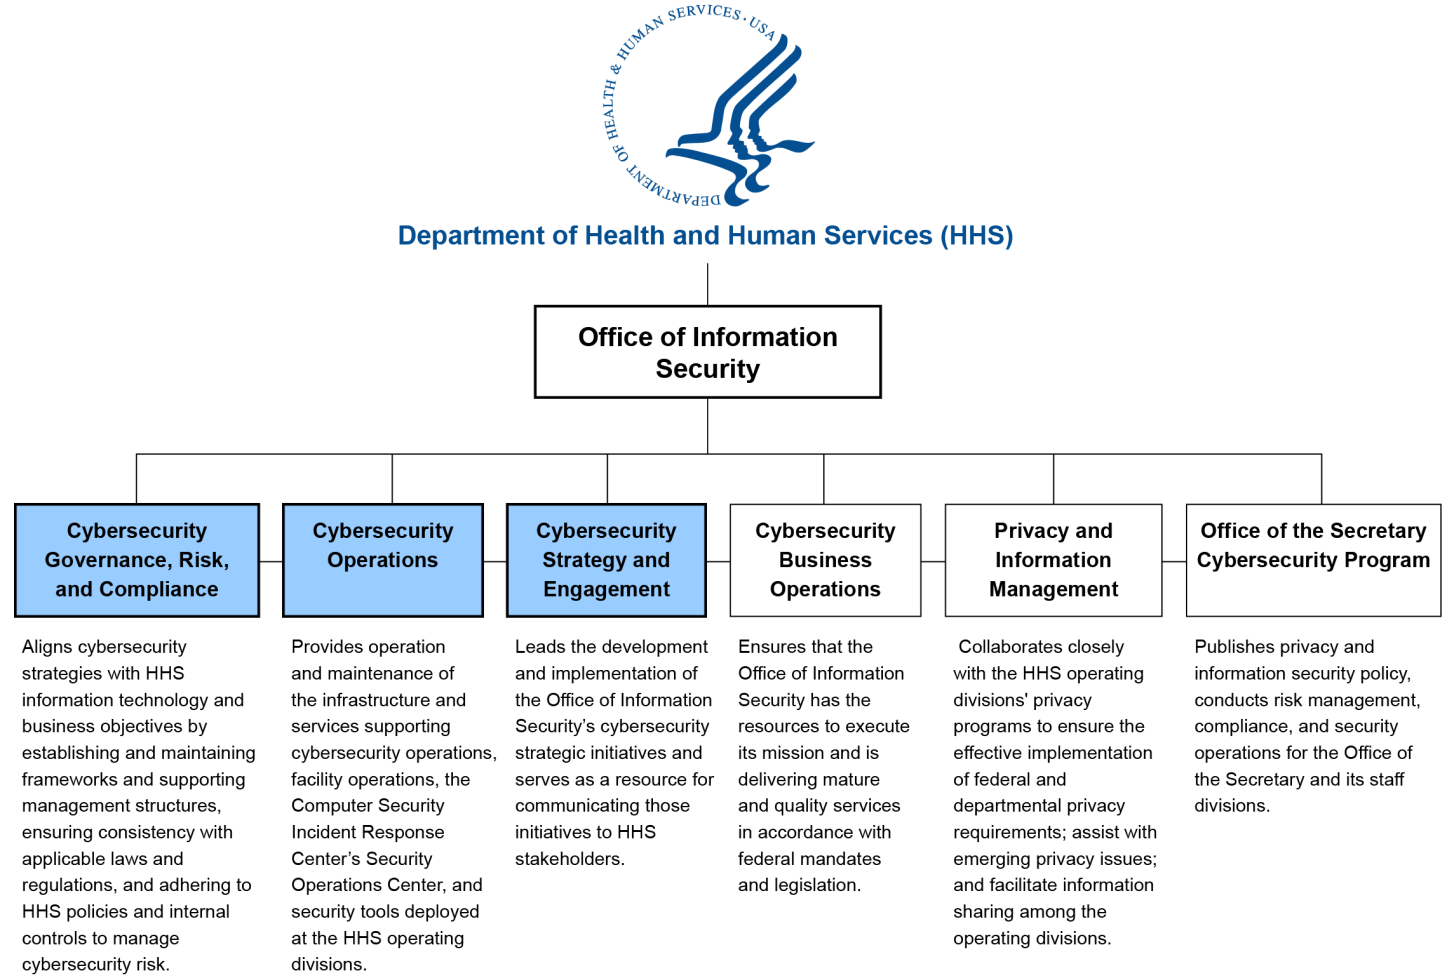 DEPARTMENT OF HEALTH & HUMAN SERVICES · USA
Department of Health and Human Services (HHS)
Office of Information
Security
Cybersecurity
Governance, Risk,
and Compliance
Aligns cybersecurity
strategies with HHS
information technology and
business objectives by
establishing and maintaining
frameworks and supporting
management structures,
ensuring consistency with
applicable laws and
regulations, and adhering to
HHS policies and internal
controls to manage
cybersecurity risk.
Cybersecurity
Operations
Provides operation
and maintenance of
the infrastructure and
services supporting
cybersecurity operations,
facility operations, the
Computer Security
Incident Response
Center’s Security
Operations Center, and
security tools deployed
at the HHS operating
divisions.
Cybersecurity
Strategy and
Engagement
Leads the development
and implementation of
the Office of Information
Security’s cybersecurity
strategic initiatives and
serves as a resource for
communicating those
initiatives to HHS
stakeholders.
Cybersecurity
Business
Operations
Ensures that the
Office of Information
Security has the
resources to execute
its mission and is
delivering mature
and quality services
in accordance with
federal mandates
and legislation.
Privacy and
Information
Management
Collaborates closely
with the HHS operating
divisions' privacy
programs to ensure the
effective implementation
of federal and
departmental privacy
requirements; assist with
emerging privacy issues;
and facilitate information
sharing among the
operating divisions.
Office of the Secretary
Cybersecurity Program
Publishes privacy and
information security policy,
conducts risk management,
compliance, and security
operations for the Office of
the Secretary and its staff
divisions.